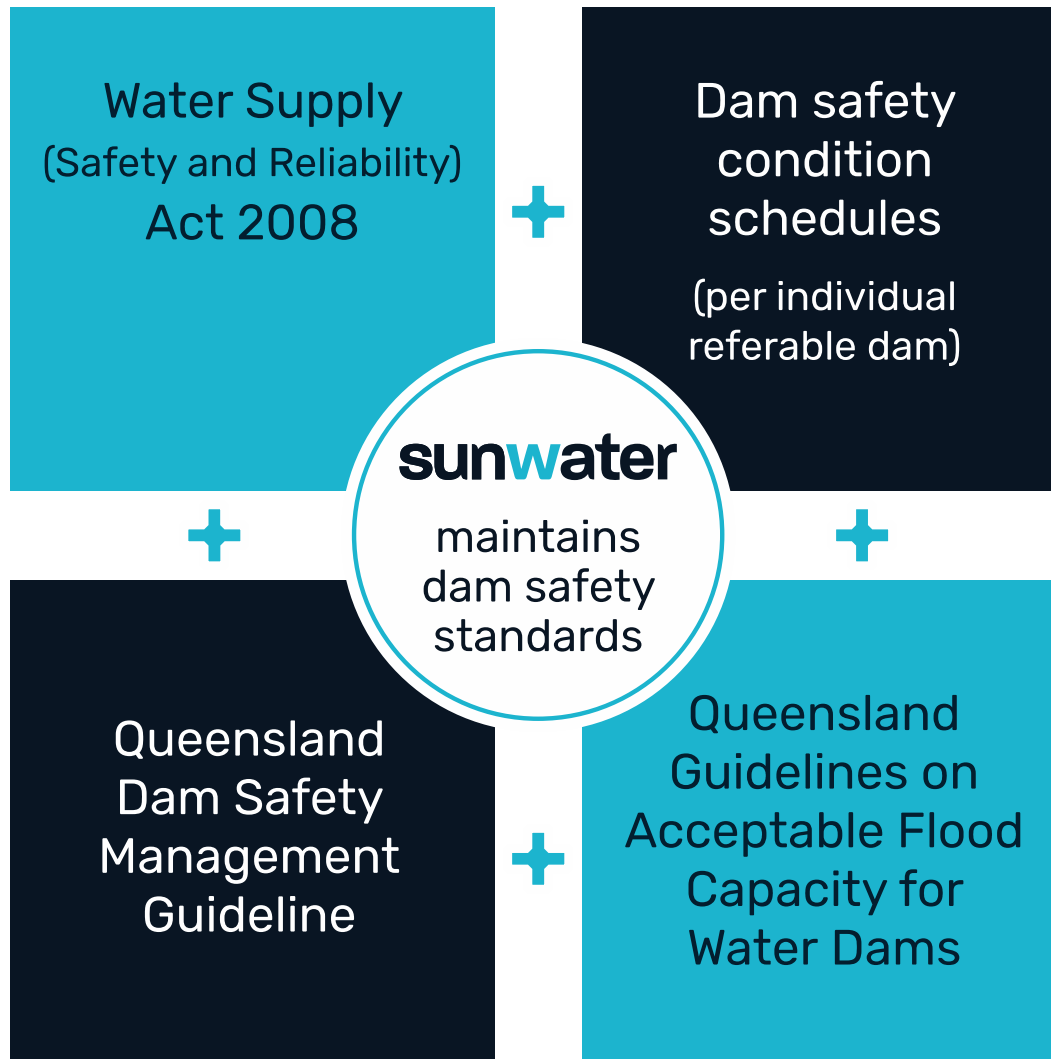 Water Supply
(Safety and Reliability)
Act 2008
Dam safety
condition
schedules
(per individual
referable dam)
sunwater
maintains
dam safety
standards
Queensland
Dam Safety
Management
Guideline
Queensland
Guidelines on
Acceptable Flood
Capacity for
Water Dams